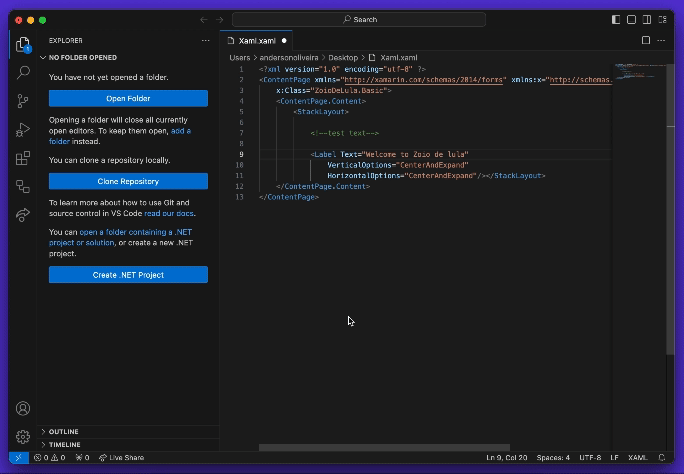 Search
EXPLORER
NO FOLDER OPENED
You have not yet opened a folder.
Open Folder
Opening a folder will close all currently
open editors. To keep them open, add a
folder instead.
You can clone a repository locally.
Clone Repository
To learn more about how to use Git and
source control in VS Code read our docs.
You can open a folder containing a .NET
project or solution, or create a new .NET
project.
Create .NET Project
OUTLINE
TIMELINE
1
Xaml.xaml
Users > andersonoliveira > Desktop > Xaml.xaml
1 <?xml version="1.0" encoding="utf-8" ?>
2 <ContentPage xmlns="http://xamarin.com/schemas/2014/forms" xmlns:x="http://schemas.
3 x:Class="ZoioDeLula.Basic">
4 <ContentPage.Content>
5 <StackLayout>
6
7 <!--test text-->
8
9 <Label Text="Welcome to Zoio de lula"
10 VerticalOptions="CenterAndExpand"
11 HorizontalOptions="CenterAndExpand"/></StackLayout>
12 </ContentPage.Content>
13 </ContentPage>
0 0 0 Live Share
Ln 9, Col 20 Spaces: 4 UTF-8 LF XAML